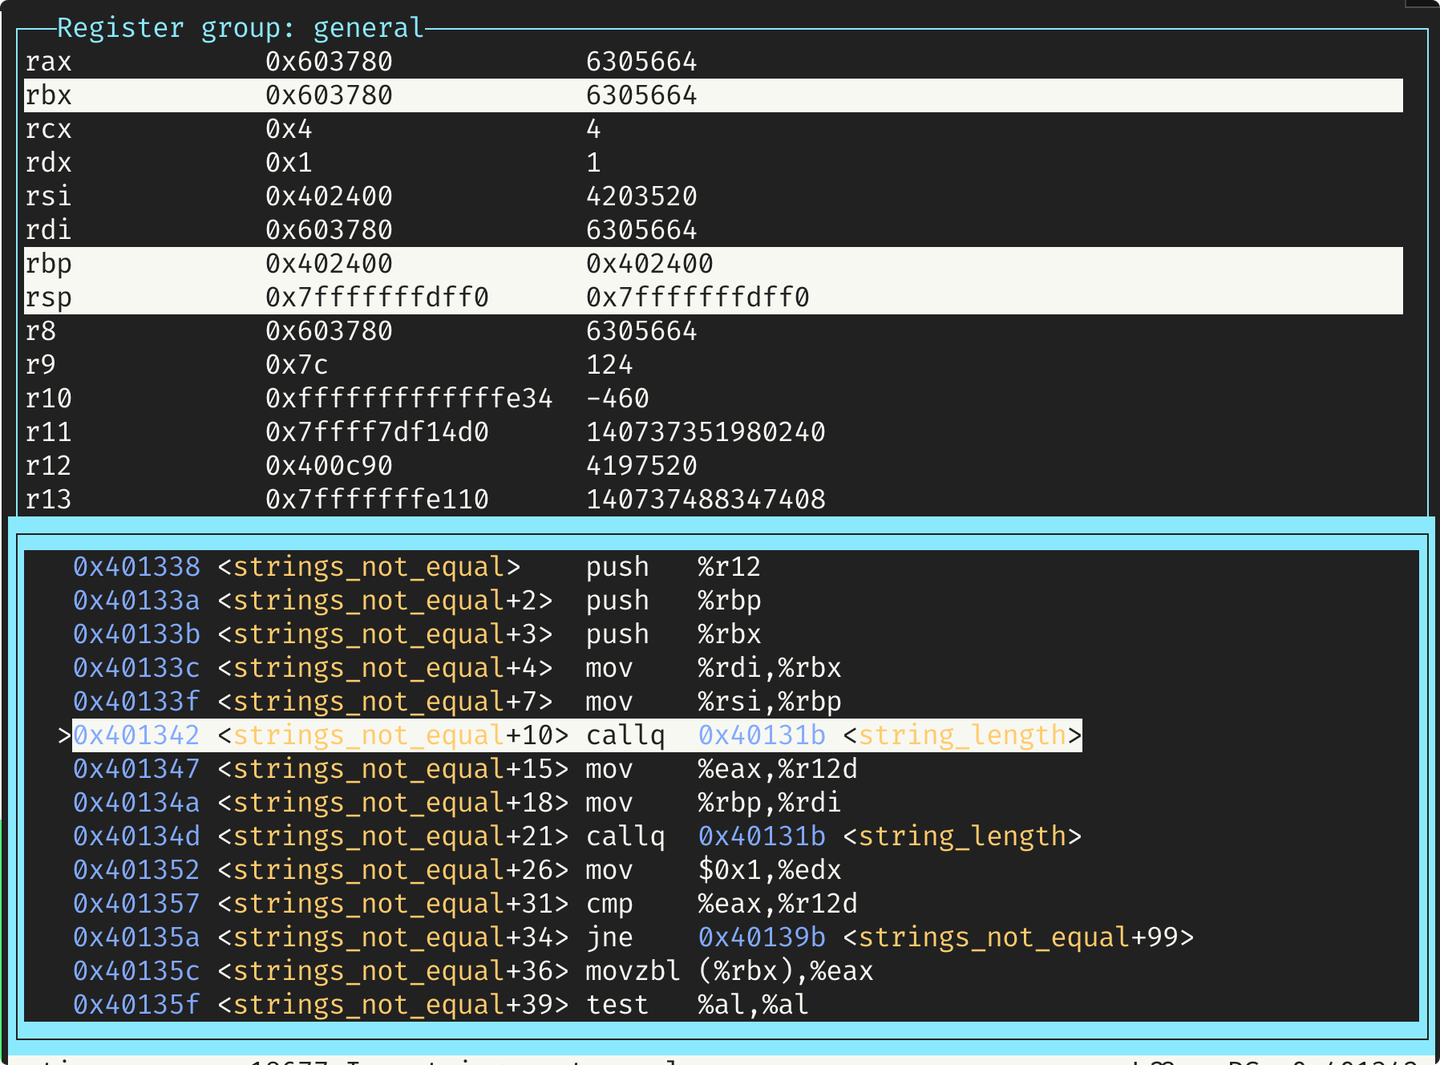 Register group: general
rax 0x603780 6305664
rbx 0x603780 6305664
rcx 0x4 4
rdx 0x1 1
rsi 0x402400 4203520
rdi 0x603780 6305664
rbp 0x402400 0x402400
rsp 0x7fffffffdff0 0x7fffffffdff0
r8 0x603780 6305664
r9 0x7c 124
r10 0xfffffffffffffe34 -460
r11 0x7ffff7df14d0 140737351980240
r12 0x400c90 4197520
r13 0x7fffffffe110 140737488347408
0x401338 <strings_not_equal> push %r12
0x40133a <strings_not_equal+2> push %rbp
0x40133b <strings_not_equal+3> push %rbx
0x40133c <strings_not_equal+4> mov %rdi,%rbx
0x40133f <strings_not_equal+7> mov %rsi,%rbp
>0x401342 <strings_not_equal+10> callq 0x40131b <string_length>
0x401347 <strings_not_equal+15> mov %eax,%r12d
0x40134a <strings_not_equal+18> mov %rbp,%rdi
0x40134d <strings_not_equal+21> callq 0x40131b <string_length>
0x401352 <strings_not_equal+26> mov $0x1,%edx
0x401357 <strings_not_equal+31> cmp %eax,%r12d
0x40135a <strings_not_equal+34> jne 0x40139b <strings_not_equal+99>
0x40135c <strings_not_equal+36> movzbl (%rbx),%eax
0x40135f <strings_not_equal+39> test %al,%al